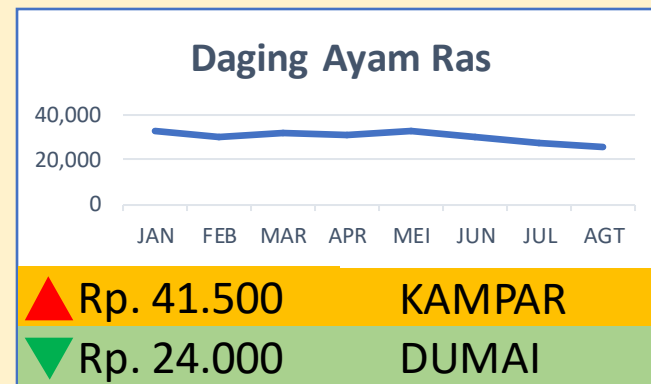 Daging Ayam Ras
40,000
20,000
0
JAN FEB MAR APR MEI JUN JUL AGT
Rp. 41.500 KAMPAR
Rp. 24.000 DUMAI